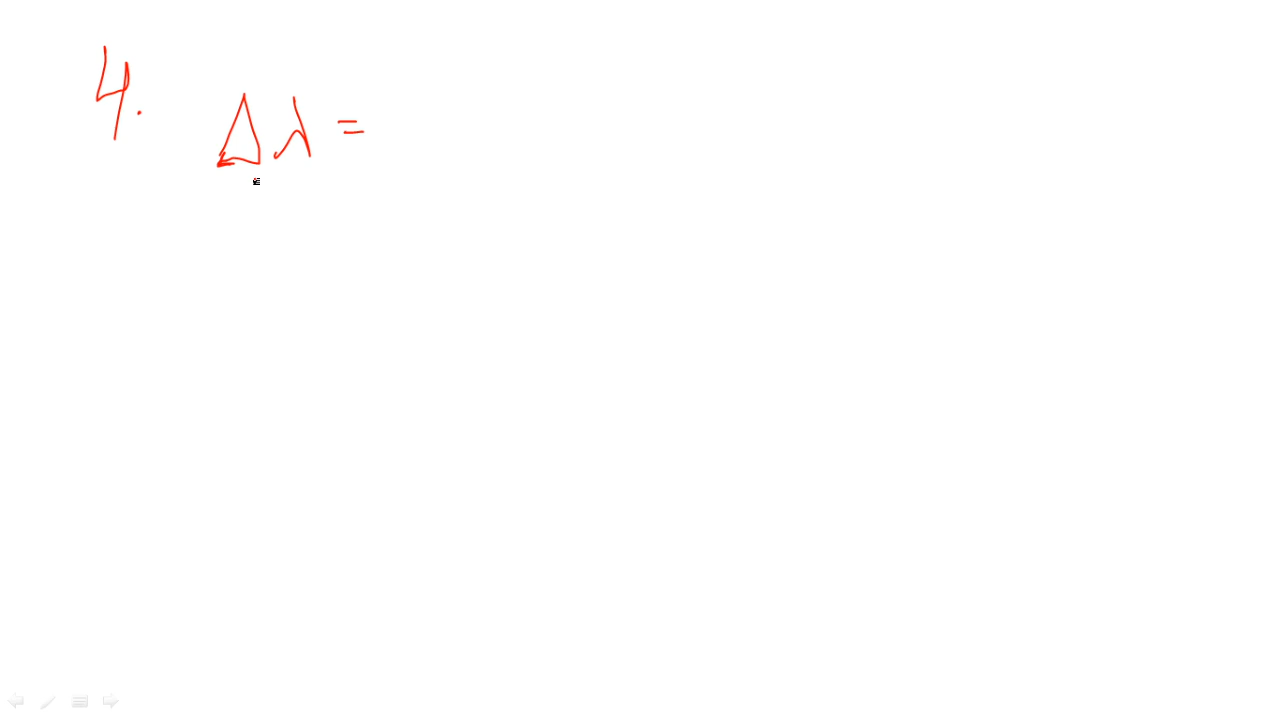 4. Δλ =